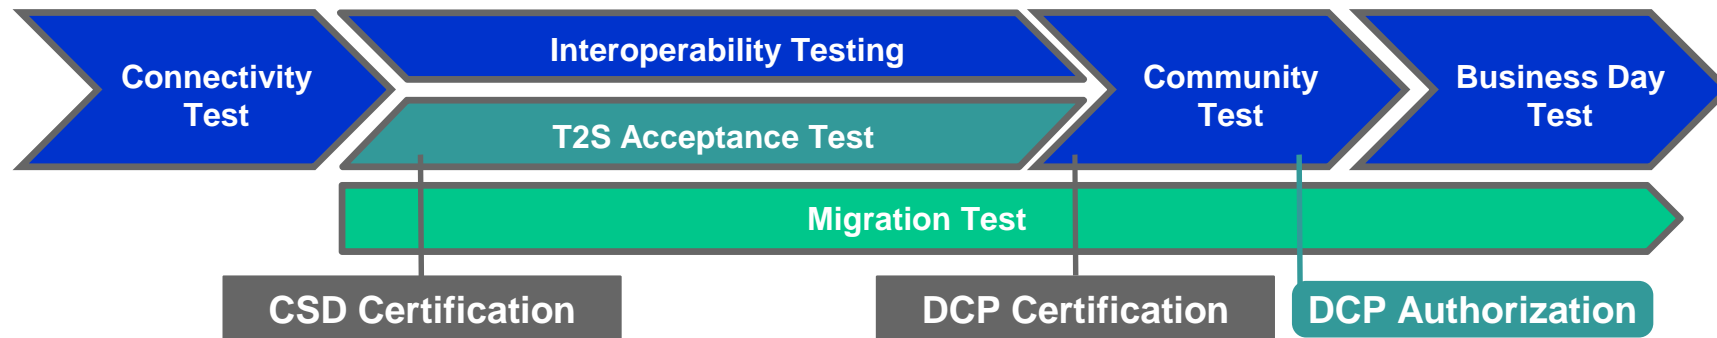 Connectivity
Test
Interoperability Testing
T2S Acceptance Test
Community
Test
Business Day
Test
Migration Test
CSD Certification
DCP Certification
DCP Authorization